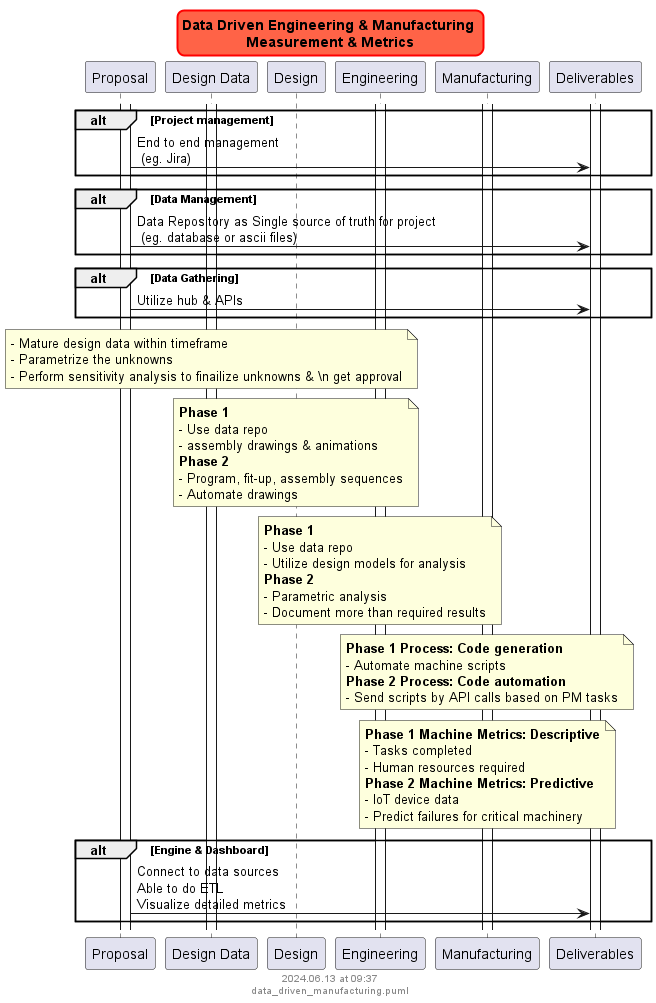 Data Driven Engineering & Manufacturing
Measurement & Metrics
Proposal Design Data Design Engineering Manufacturing Deliverables
alt [Project management]
End to end management
(eg. Jira)
alt [Data Management]
Data Repository as Single source of truth for project
(eg. database or ascii files)
alt [Data Gathering]
Utilize hub & APIs
- Mature design data within timeframe
- Parametrize the unknowns
- Perform sensitivity analysis to finailize unknowns & \n get approval
Phase 1
- Use data repo
- assembly drawings & animations
Phase 2
- Program, fit-up, assembly sequences
- Automate drawings
Phase 1
- Use data repo
- Utilize design models for analysis
Phase 2
- Parametric analysis
- Document more than required results
Phase 1 Process: Code generation
- Automate machine scripts
Phase 2 Process: Code automation
- Send scripts by API calls based on PM tasks
Phase 1 Machine Metrics: Descriptive
- Tasks completed
- Human resources required
Phase 2 Machine Metrics: Predictive
- IoT device data
- Predict failures for critical machinery
alt [Engine & Dashboard]
Connect to data sources
Able to do ETL
Visualize detailed metrics
Proposal Design Data Design Engineering Manufacturing Deliverables
2024.06.13 at 09:37
data_driven_manufacturing.puml